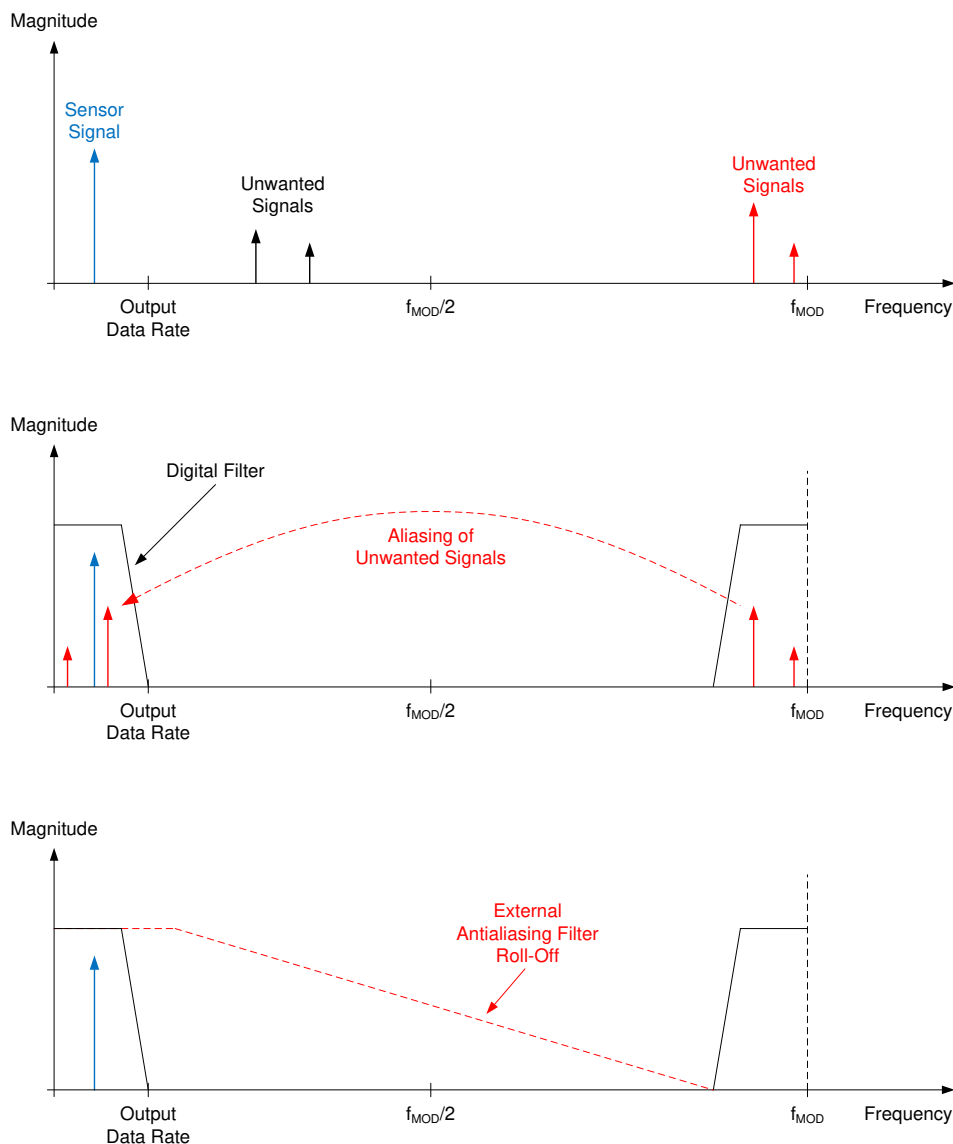 Magnitude
Sensor
Signal
Unwanted
Signals
Unwanted
Signals
Output
Data Rate
fMOD/2
fMOD
Frequency
Magnitude
Digital Filter
Aliasing of
Unwanted Signals
Output
Data Rate
fMOD/2
fMOD
Frequency
Magnitude
External
Antialiasing Filter
Roll-Off
Output
Data Rate
fMOD/2
fMOD
Frequency